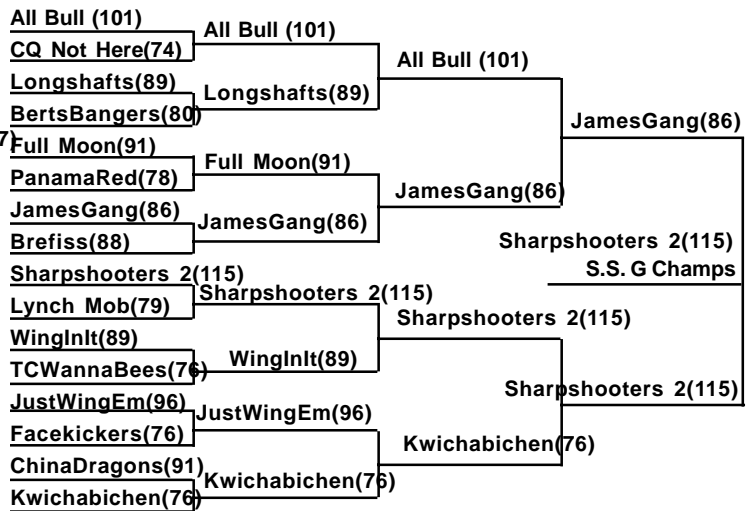 All Bull (101)
CQ Not Here(74)
Longshafts(89)
BertsBangers(80)
7)
Full Moon(91)
PanamaRed(78)
JamesGang(86)
Brefiss(88)
Sharpshooters 2(115)
Lynch Mob(79)
WingInIt(89)
TCWannaBees(76)
JustWingEm(96)
Facekickers(76)
ChinaDragons(91)
Kwichabichen(76)
All Bull (101)
Longshafts(89)
Full Moon(91)
JamesGang(86)
Sharpshooters 2(115)
WingInIt(89)
JustWingEm(96)
Kwichabichen(76)
All Bull (101)
JamesGang(86)
Sharpshooters 2(115)
Kwichabichen(76)
JamesGang(86)
Sharpshooters 2(115)
Sharpshooters 2(115)
S.S. G Champs